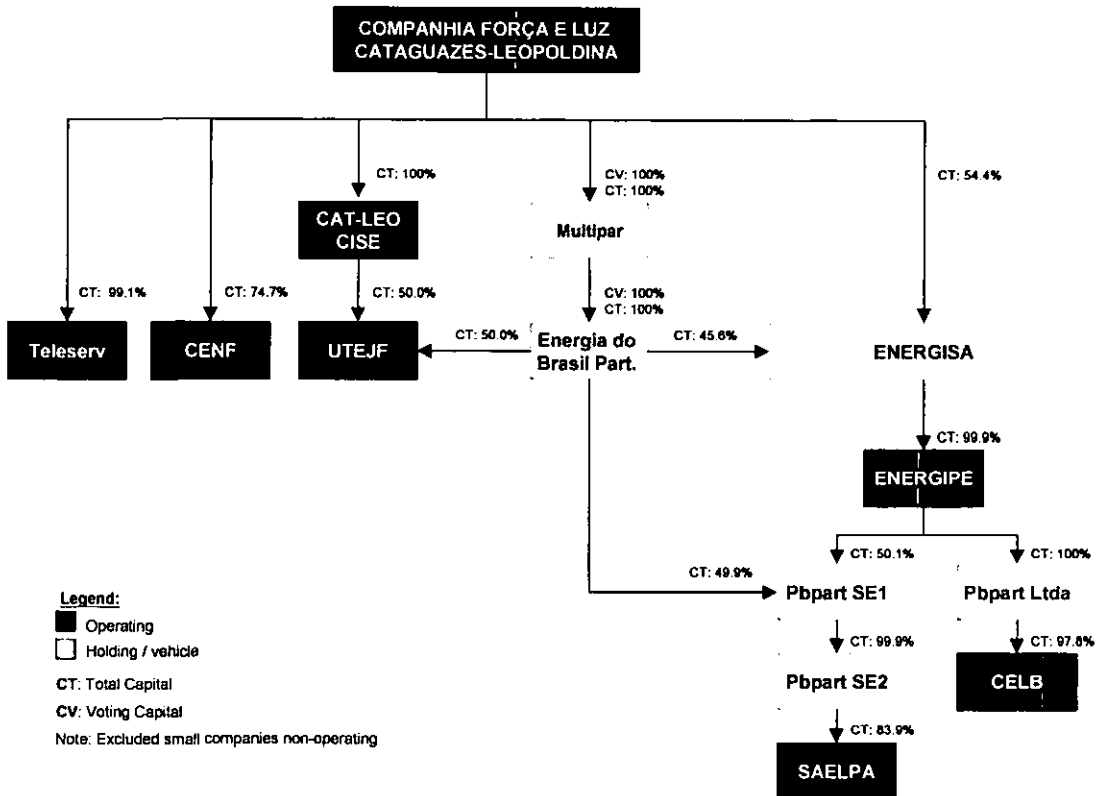 COMPANHIA FORÇA E LUZ
CATAGUAZES-LEOPOLDINA
CT: 100%
CV: 100%
CT: 100%
CT: 54.4%
CAT-LEO
CISE
Multipar
CT: 99.1%
CT: 74.7%
CT: 50.0%
CV: 100%
CT: 100%
Teleserv
CENF
UTEJF
CT: 50.0%
Energia do
Brasil Part.
CT: 45.6%
ENERGISA
CT: 99.9%
ENERGIPE
CT: 50.1%
CT: 100%
CT: 49.9%
Pbpart SE1
Pbpart Ltda
CT: 99.9%
CT: 97.8%
Pbpart SE2
CELB
CT: 83.9%
SAELPA
Legend:
Operating
Holding / vehicle
CT: Total Capital
CV: Voting Capital
Note: Excluded small companies non-operating